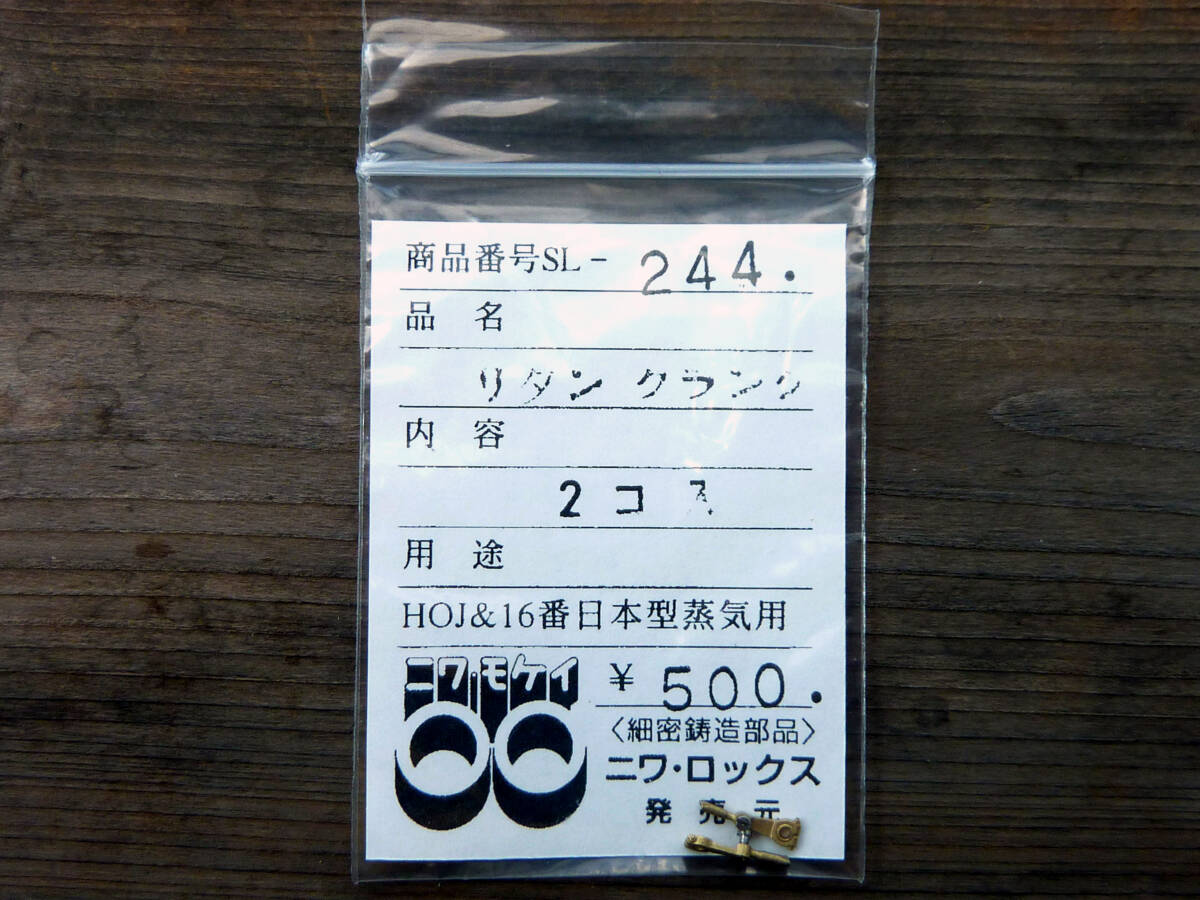 商品番号SL- 244.
品 名
リタン クランク
内 容
2コ ス
用 途
HOJ&16番日本型蒸気用
ニワ・モケイ
¥ 500.
〈細密鋳造部品〉
ニワ・ロックス
発 売 元